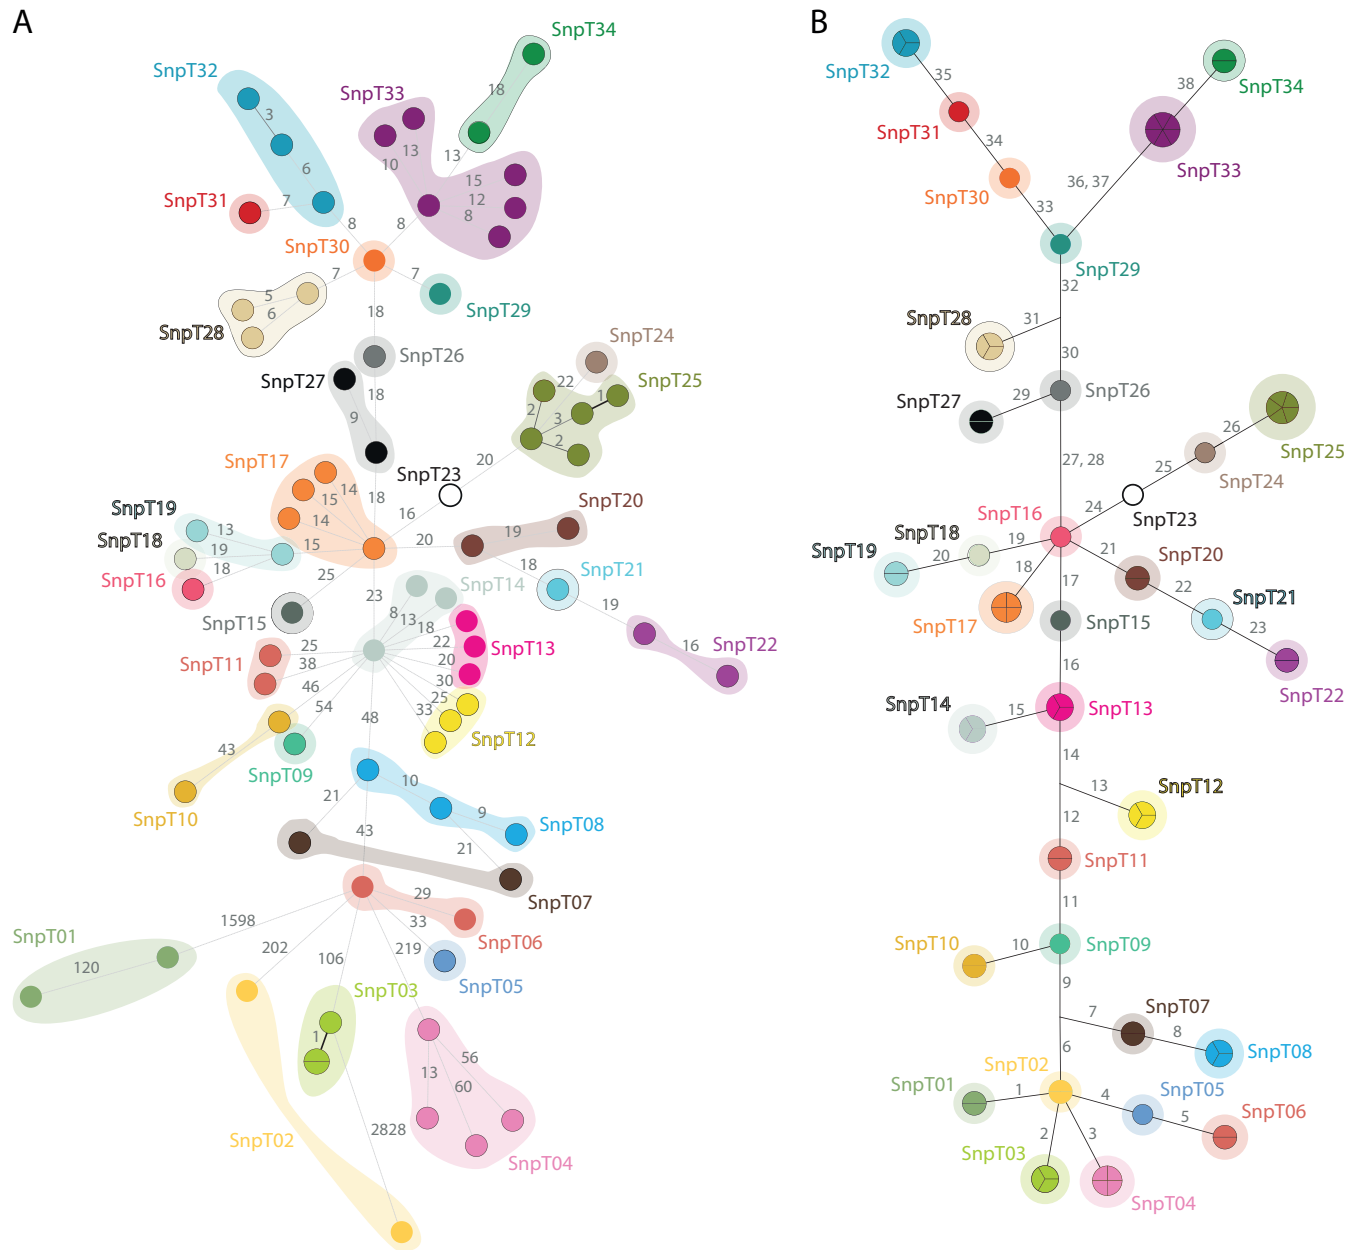 A
SnpT34
SnpT32
SnpT33
18
3
13
10
13
6
15
12
8
SnpT31
7
8
8
SnpT30
7
7
5
6
SnpT29
18
SnpT28
SnpT26
SnpT24
SnpT27
SnpT25
18
22
1
9
2
3
2
SnpT17
SnpT23
20
14
15
14
18
16
SnpT20
SnpT19
13
SnpT18
19
15
20
19
SnpT16
18
25
18
SnpT21
SnpT14
23
8
13
18
19
SnpT15
22
SnpT13
16
SnpT22
SnpT11
25
38
20
30
46
25
54
33
48
SnpT12
43
SnpT09
10
21
9
SnpT10
43
SnpT08
21
29
SnpT07
1598
33
SnpT06
SnpT01
202
219
106
120
SnpT05
SnpT03
1
56
13
60
2828
SnpT02
SnpT04
B
SnpT32
35
38
SnpT34
SnpT31
34
SnpT33
36, 37
SnpT30
33
SnpT29
32
SnpT28
31
30
SnpT26
SnpT27
29
26
SnpT25
27, 28
25
SnpT24
24
SnpT16
SnpT23
SnpT18
19
SnpT19
20
21
SnpT20
18
17
22
SnpT21
SnpT17
SnpT15
23
16
SnpT22
SnpT14
15
SnpT13
14
13
SnpT12
12
SnpT11
11
SnpT10
10
SnpT09
9
SnpT07
7
8
6
SnpT08
SnpT02
SnpT01
1
4
SnpT05
5
SnpT06
2
3
SnpT03
SnpT04